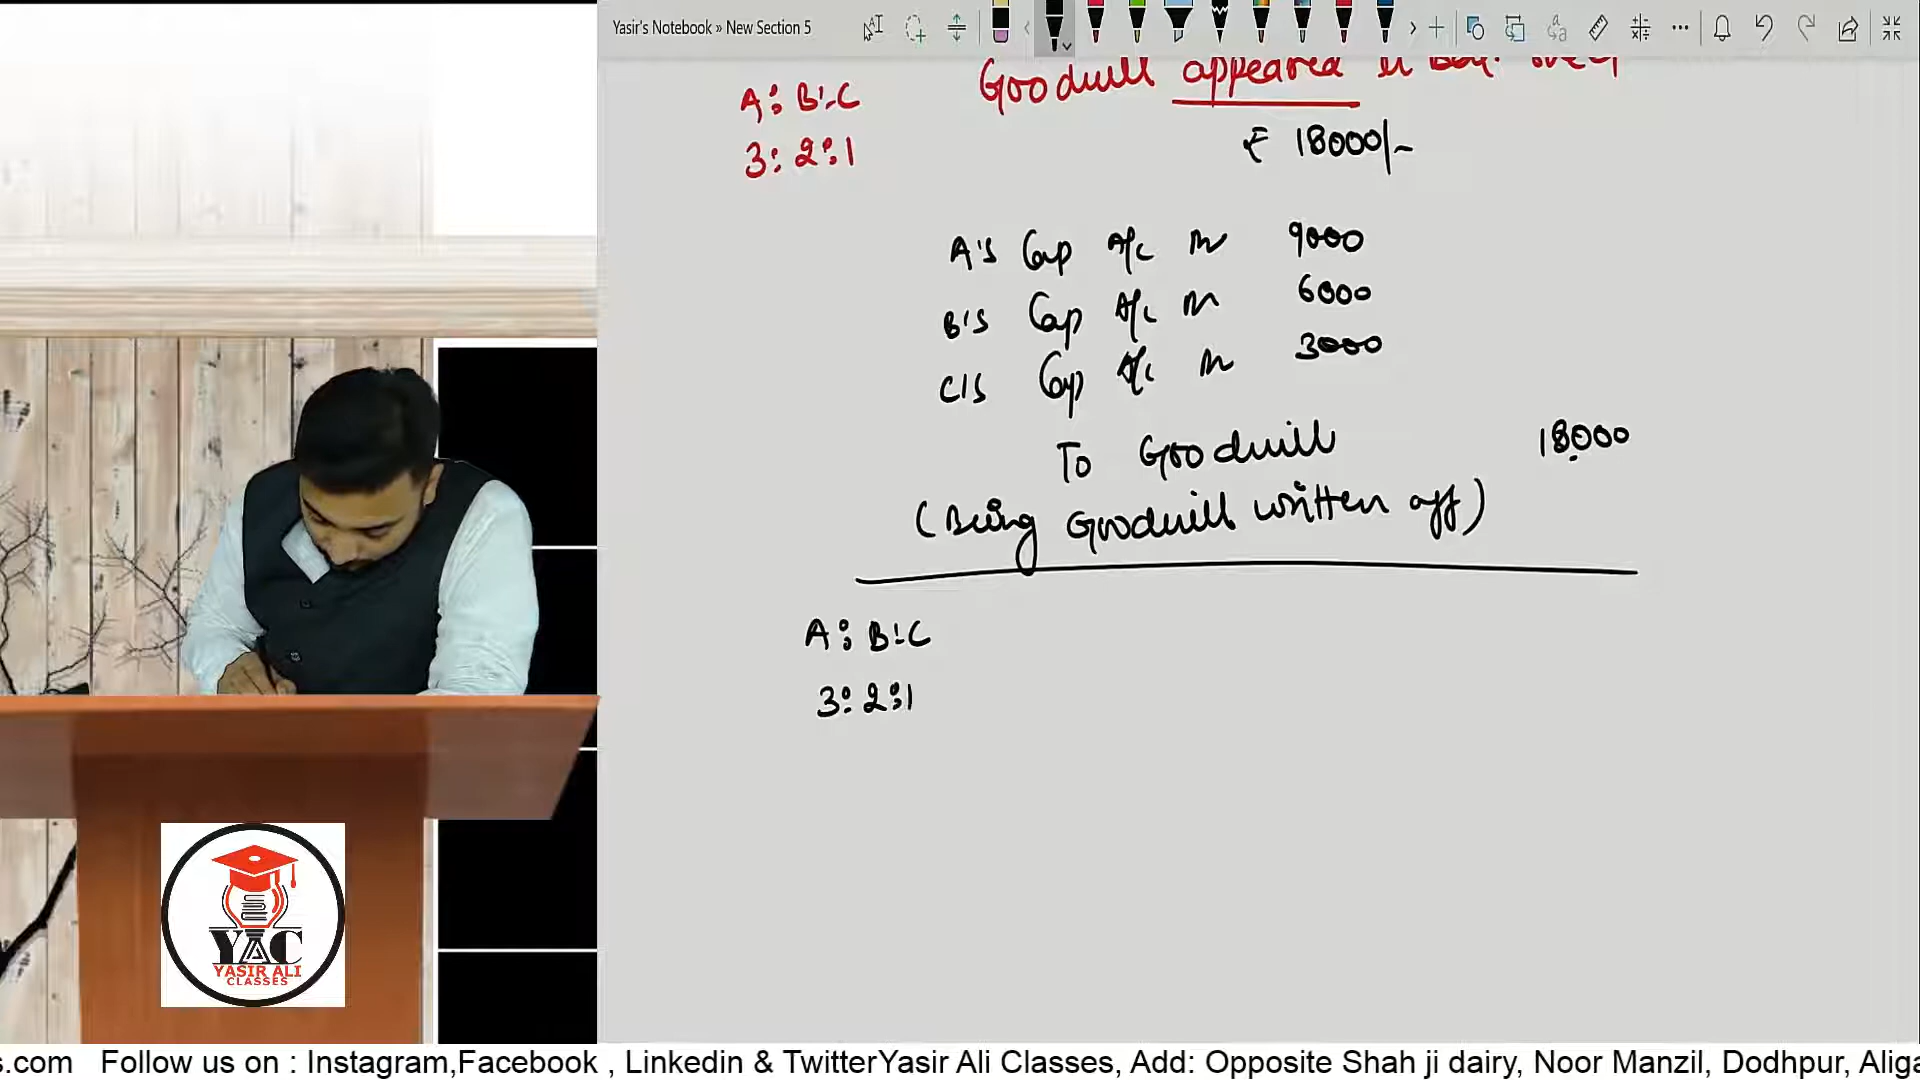 Yasir's Notebook » New Section 5
Goodwill appeared
A : B : C
3 : 2 : 1
₹ 18000/-
A's Cap A/c Dr 9000
B's Cap A/c Dr 6000
C's Cap A/c Dr 3000
To Goodwill 18000
(Being Goodwill written off)
A : B : C
3 : 2 : 1
YAC
YASIR ALI
CLASSES
s.com Follow us on : Instagram,Facebook , Linkedin & TwitterYasir Ali Classes, Add: Opposite Shah ji dairy, Noor Manzil, Dodhpur, Aliga